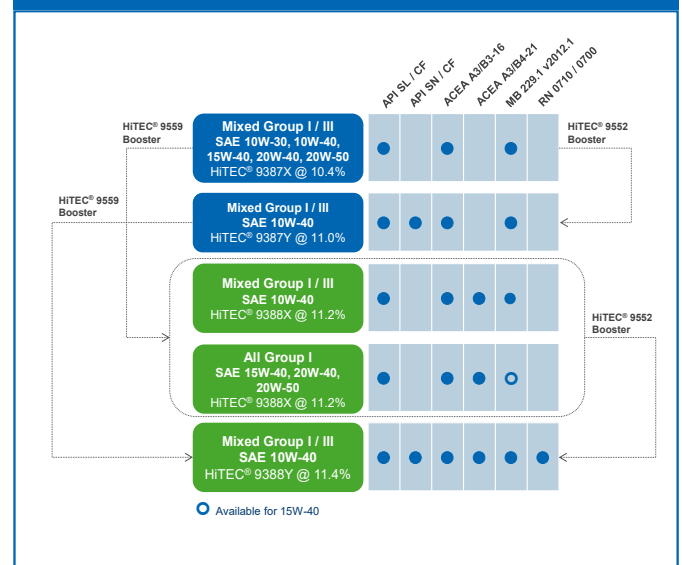 API SL / CF
API SN / CF
ACEA A3/B3-16
ACEA A3/B4-21
MB 229.1 v2012.1
RN 0710 / 0700
HiTEC® 9559
Booster
Mixed Group I / III
SAE 10W-30, 10W-40,
15W-40, 20W-40, 20W-50
HiTEC® 9387X @ 10.4%
HiTEC® 9552
Booster
HiTEC® 9559
Booster
Mixed Group I / III
SAE 10W-40
HiTEC® 9387Y @ 11.0%
Mixed Group I / III
SAE 10W-40
HiTEC® 9388X @ 11.2%
HiTEC® 9552
Booster
All Group I
SAE 15W-40, 20W-40,
20W-50
HiTEC® 9388X @ 11.2%
Mixed Group I / III
SAE 10W-40
HiTEC® 9388Y @ 11.4%
Available for 15W-40